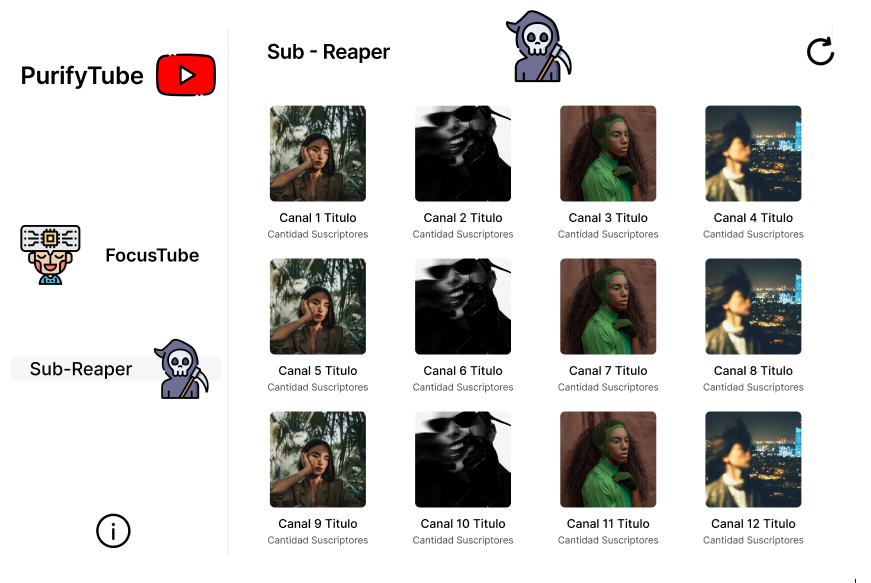 PurifyTube
FocusTube
Sub-Reaper
Sub - Reaper
Canal 1 Titulo
Cantidad Suscriptores
Canal 2 Titulo
Cantidad Suscriptores
Canal 3 Titulo
Cantidad Suscriptores
Canal 4 Titulo
Cantidad Suscriptores
Canal 5 Titulo
Cantidad Suscriptores
Canal 6 Titulo
Cantidad Suscriptores
Canal 7 Titulo
Cantidad Suscriptores
Canal 8 Titulo
Cantidad Suscriptores
Canal 9 Titulo
Cantidad Suscriptores
Canal 10 Titulo
Cantidad Suscriptores
Canal 11 Titulo
Cantidad Suscriptores
Canal 12 Titulo
Cantidad Suscriptores